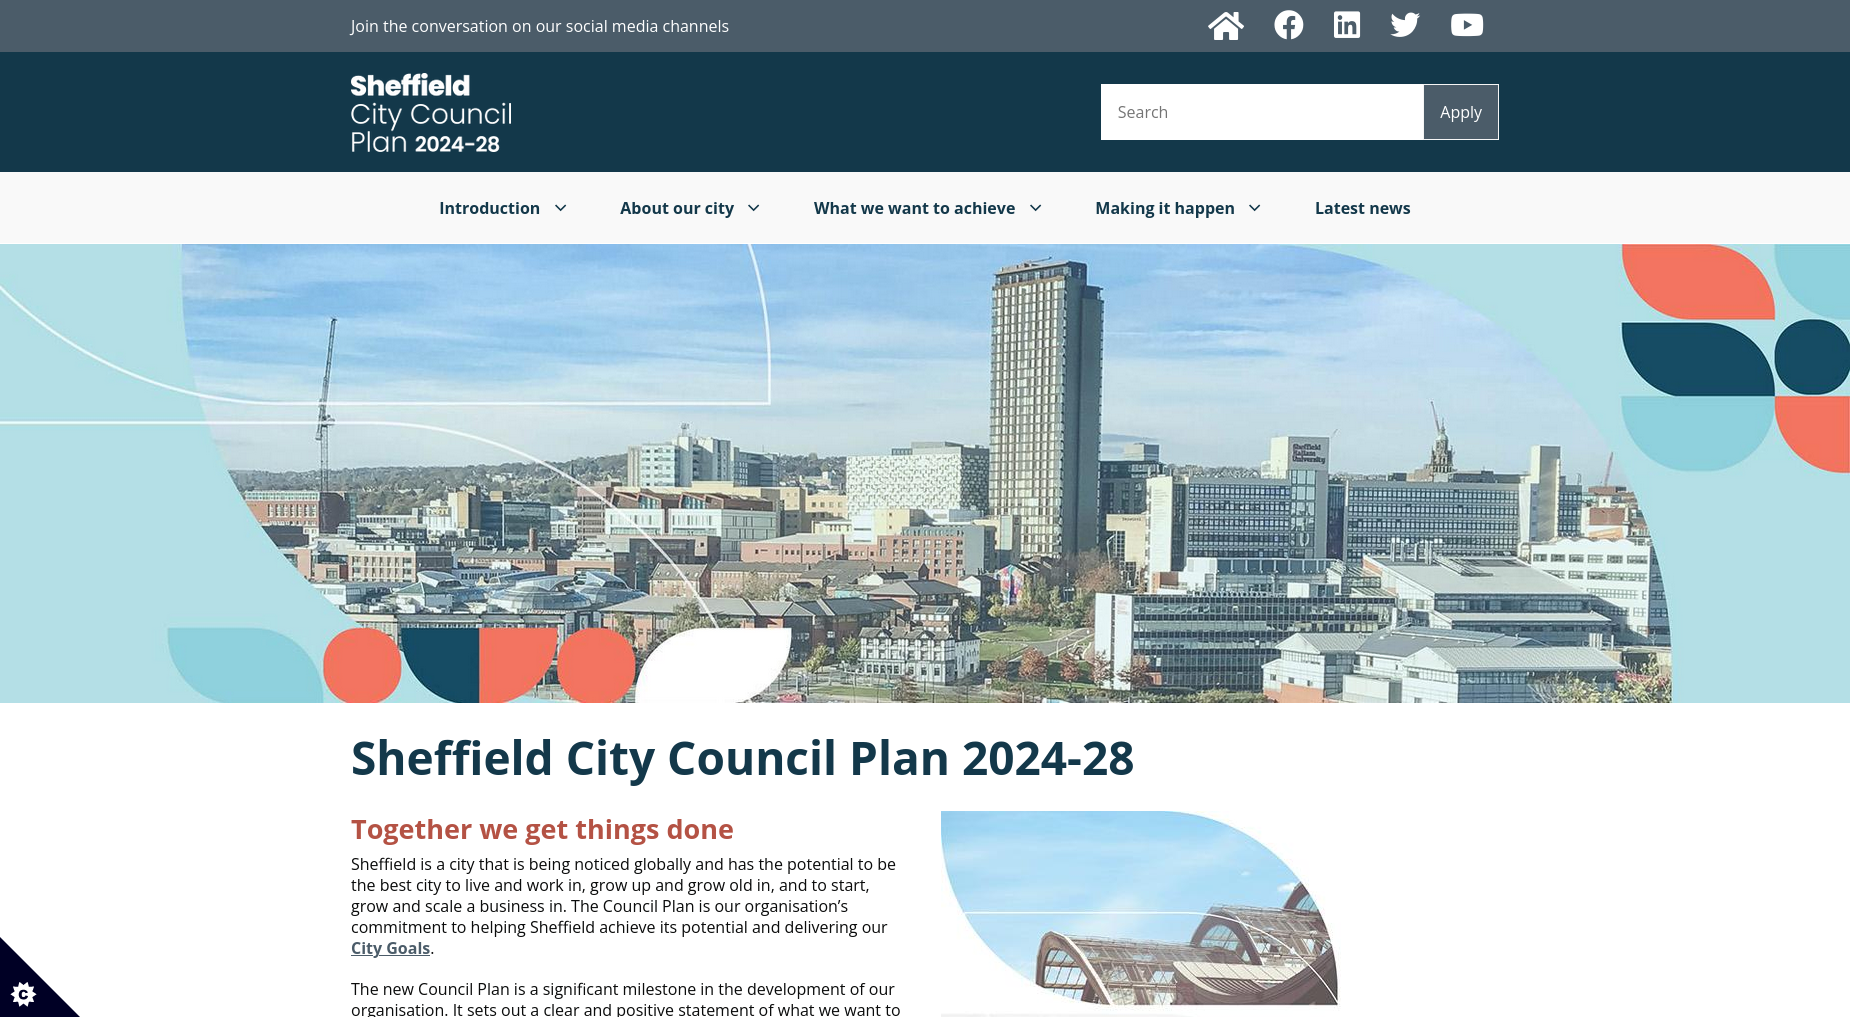 Join the conversation on our social media channels
Sheffield
City Council
Plan 2024-28
Search
Apply
Introduction
About our city
What we want to achieve
Making it happen
Latest news
Sheffield
Hallam
University
Sheffield City Council Plan 2024-28
Together we get things done
Sheffield is a city that is being noticed globally and has the potential to be
the best city to live and work in, grow up and grow old in, and to start,
grow and scale a business in. The Council Plan is our organisation’s
commitment to helping Sheffield achieve its potential and delivering our
City Goals.
The new Council Plan is a significant milestone in the development of our
organisation. It sets out a clear and positive statement of what we want to